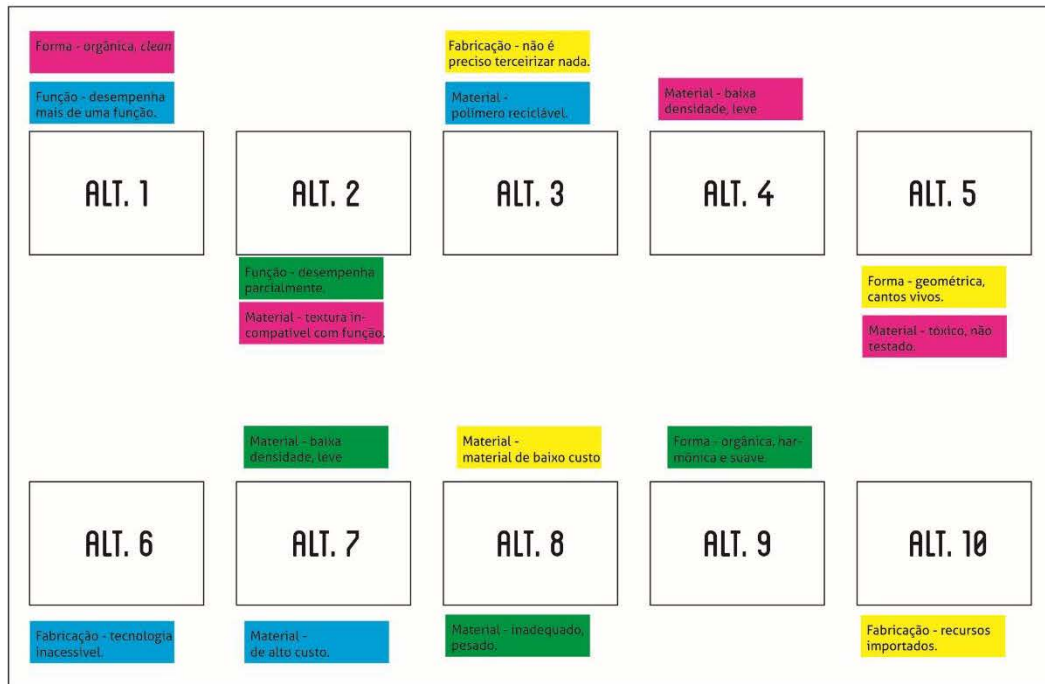 Forma - orgânica, clean
Função - desempenha
mais de uma função.
Fabricação - não é
preciso terceirizar nada.
Material -
polímero reciclável.
Material - baixa
densidade, leve
ALT. 1
ALT. 2
ALT. 3
ALT. 4
ALT. 5
Função - desempenha
parcialmente.
Material - textura in-
compatível com função.
Forma - geométrica,
cantos vivos.
Material - tóxico, não
testado.
Material - baixa
densidade, leve
Material -
material de baixo custo
Forma - orgânica, har-
mônica e suave.
ALT. 6
ALT. 7
ALT. 8
ALT. 9
ALT. 10
Fabricação - tecnologia
inacessível.
Material -
de alto custo.
Material - inadequado,
pesado.
Fabricação - recursos
importados.